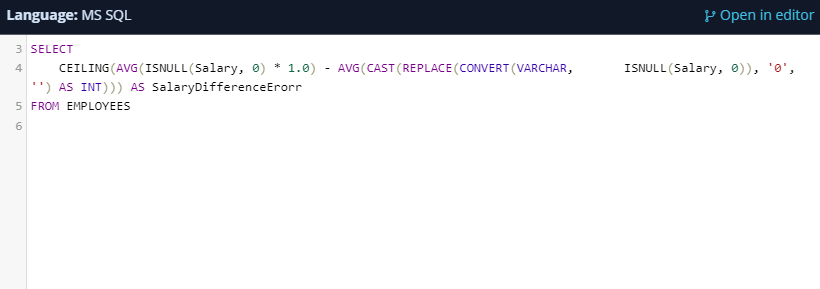 Language: MS SQL
Open in editor
3 SELECT
4 CEILING(AVG(ISNULL(Salary, 0) * 1.0) - AVG(CAST(REPLACE(CONVERT(VARCHAR, ISNULL(Salary, 0)), '0',
'') AS INT))) AS SalaryDifferenceErorr
5 FROM EMPLOYEES
6